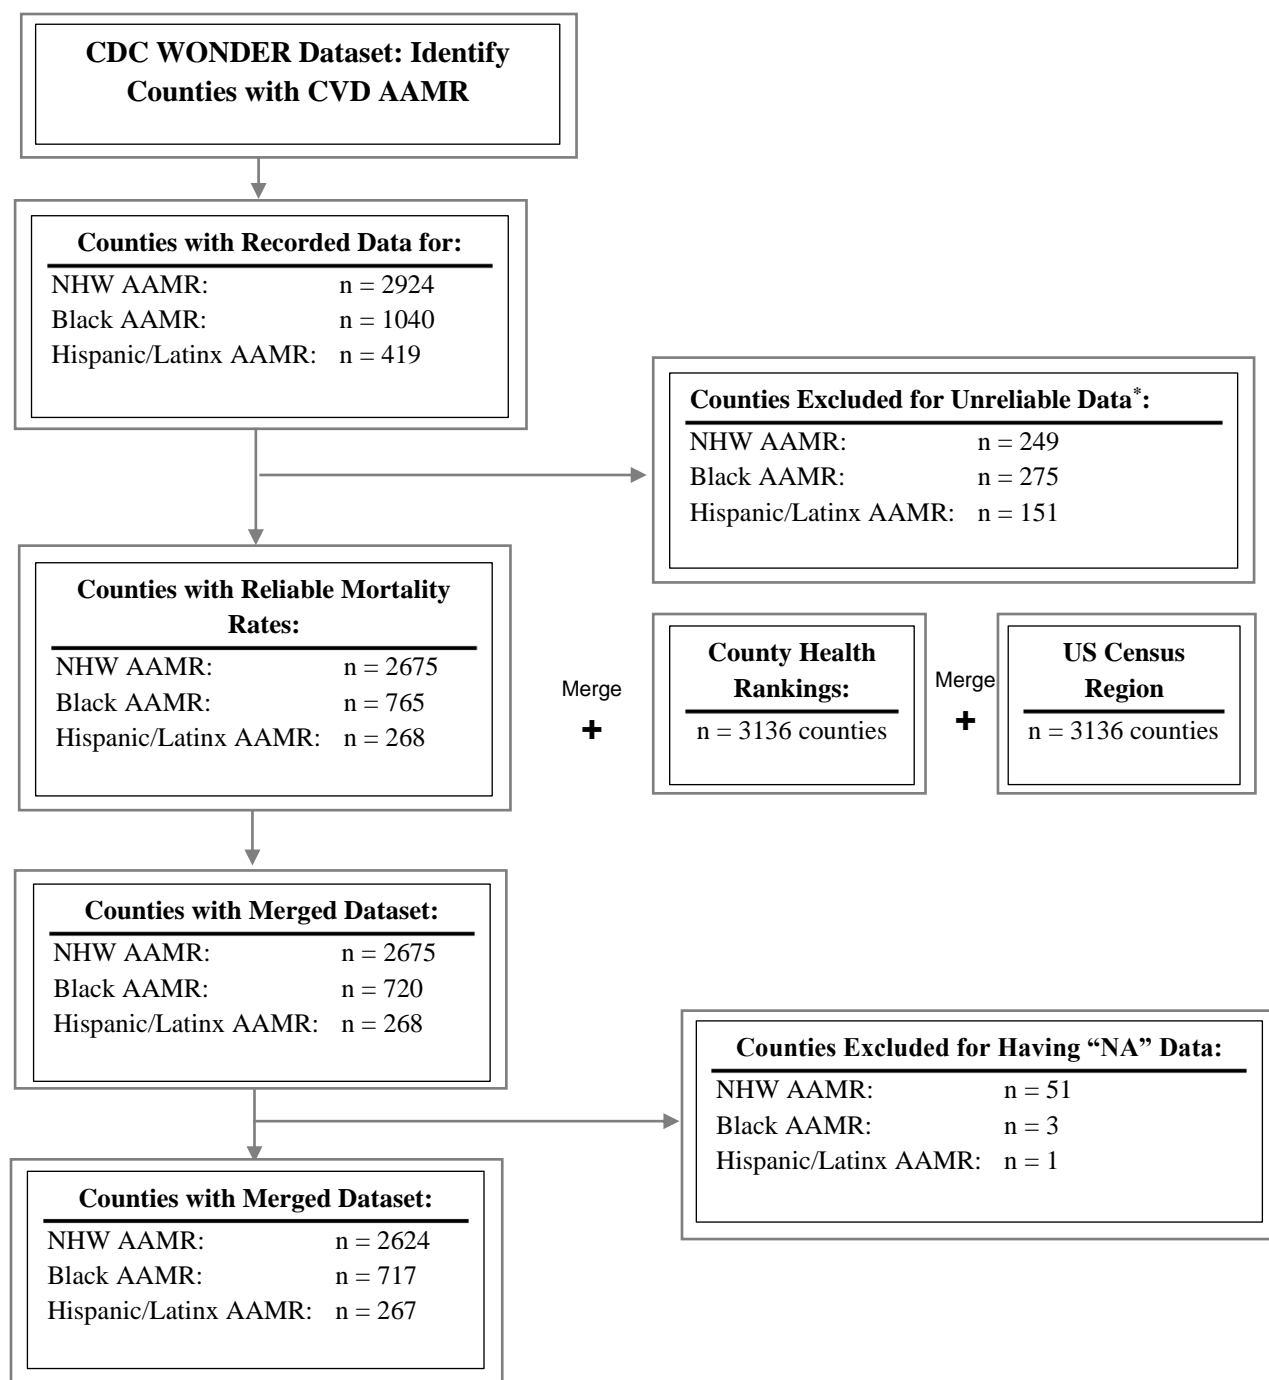 CDC WONDER Dataset: Identify
Counties with CVD AAMR
Counties with Recorded Data for:
NHW AAMR: n = 2924
Black AAMR: n = 1040
Hispanic/Latinx AAMR: n = 419
Counties Excluded for Unreliable Data*:
NHW AAMR: n = 249
Black AAMR: n = 275
Hispanic/Latinx AAMR: n = 151
Counties with Reliable Mortality
Rates:
NHW AAMR: n = 2675
Black AAMR: n = 765
Hispanic/Latinx AAMR: n = 268
Merge
+
County Health
Rankings:
n = 3136 counties
Merge
+
US Census
Region
n = 3136 counties
Counties with Merged Dataset:
NHW AAMR: n = 2675
Black AAMR: n = 720
Hispanic/Latinx AAMR: n = 268
Counties Excluded for Having “NA” Data:
NHW AAMR: n = 51
Black AAMR: n = 3
Hispanic/Latinx AAMR: n = 1
Counties with Merged Dataset:
NHW AAMR: n = 2624
Black AAMR: n = 717
Hispanic/Latinx AAMR: n = 267